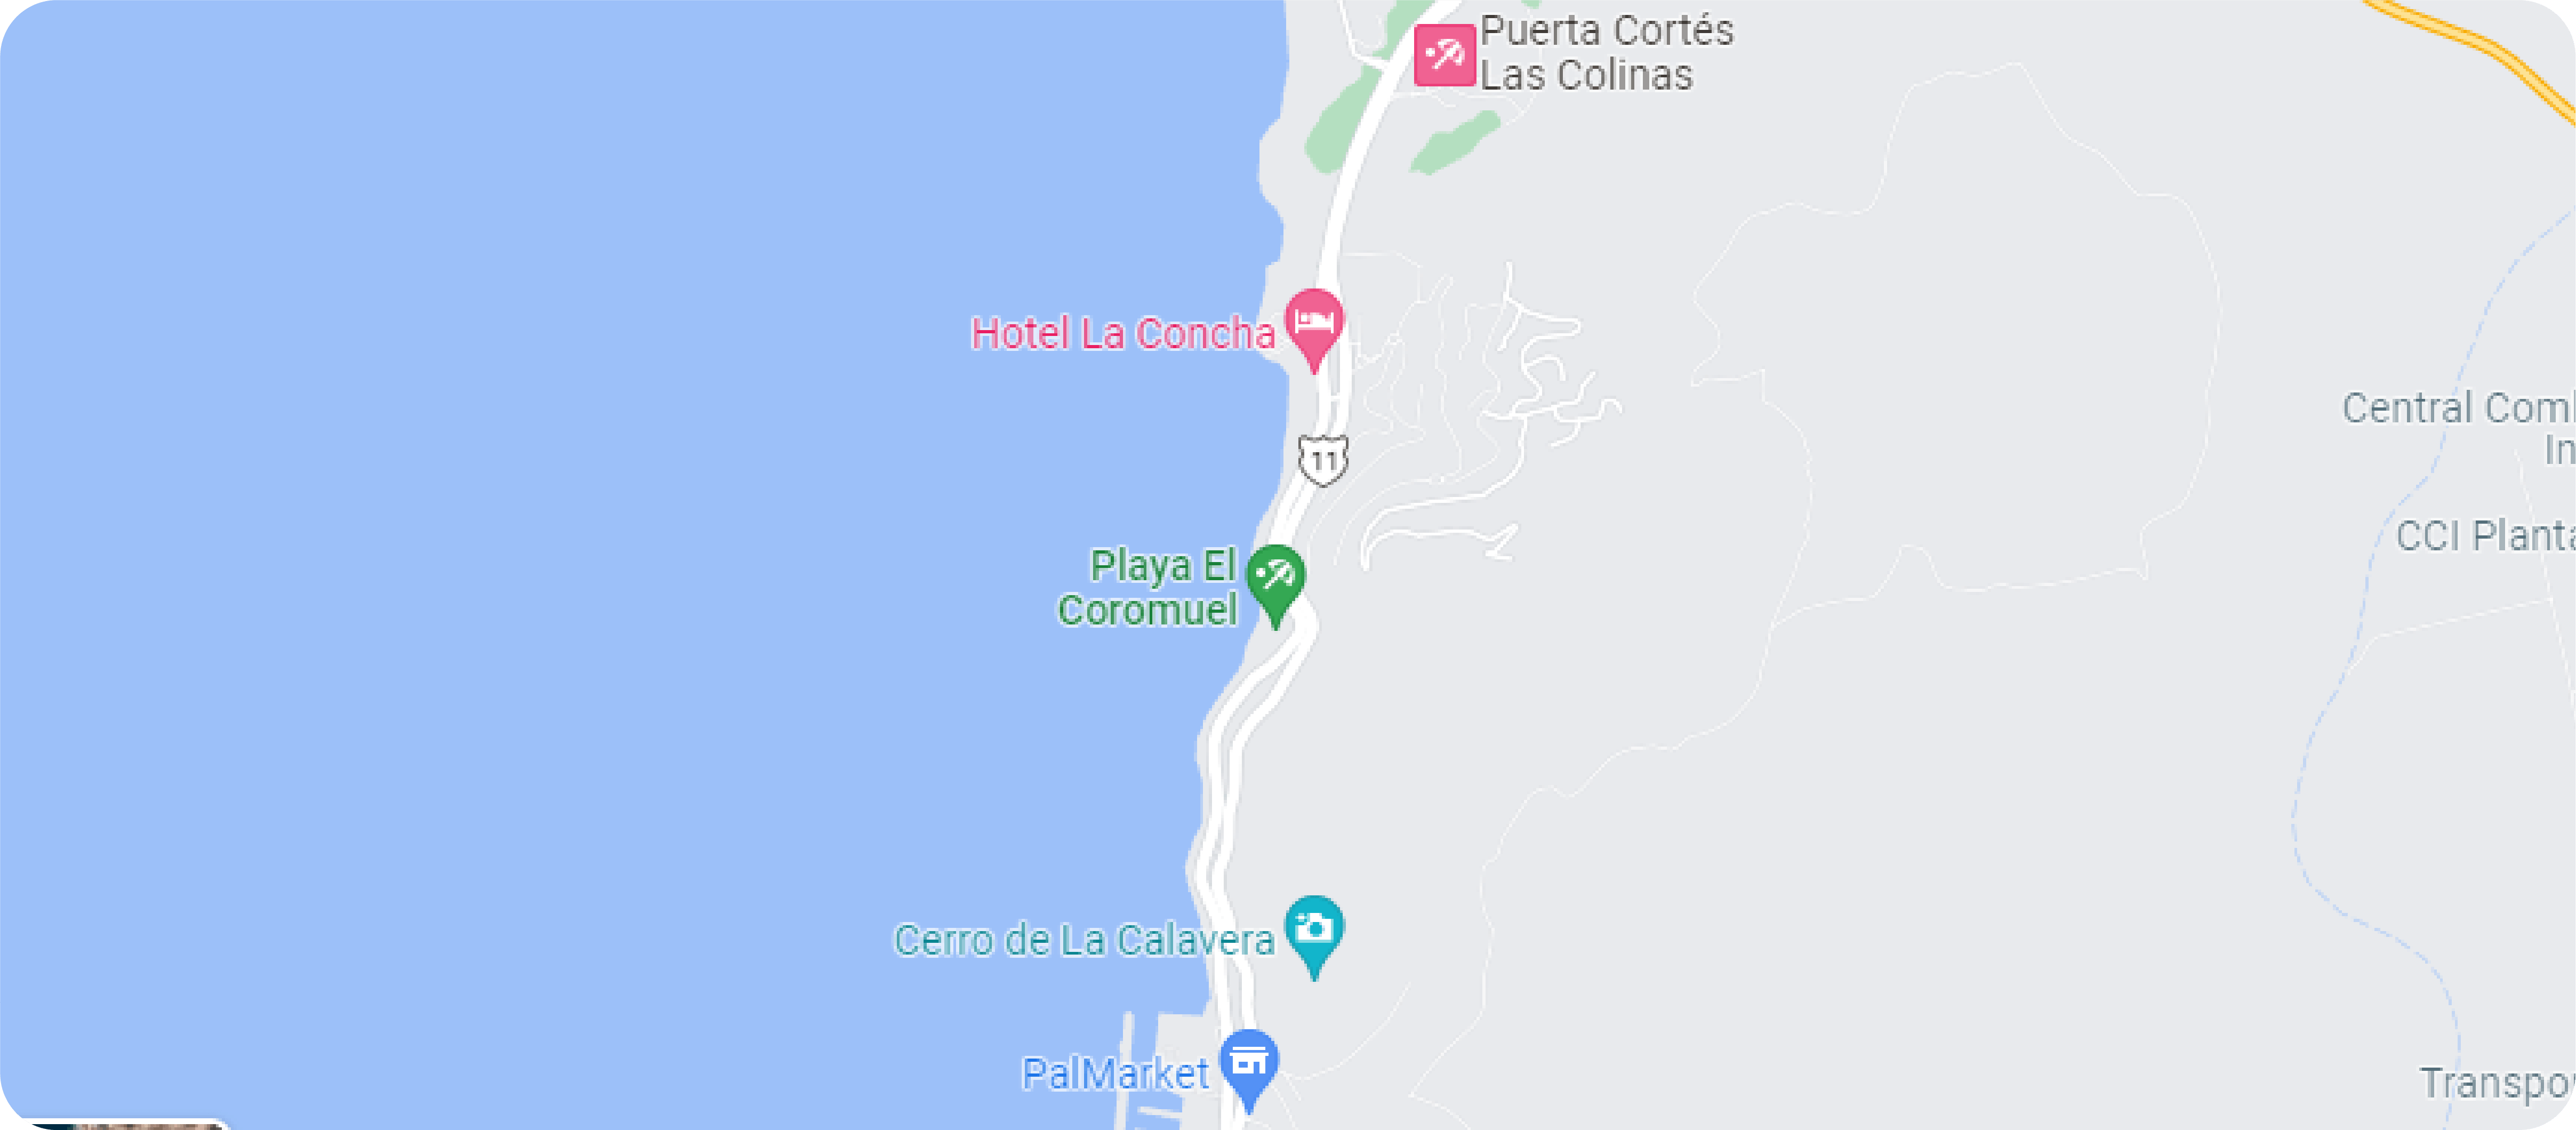 Puerta Cortés
Las Colinas
Hotel La Concha
Central Com
In
11
CCI Planta
Playa El
Coromuel
Cerro de La Calavera
PalMarket
Transpo